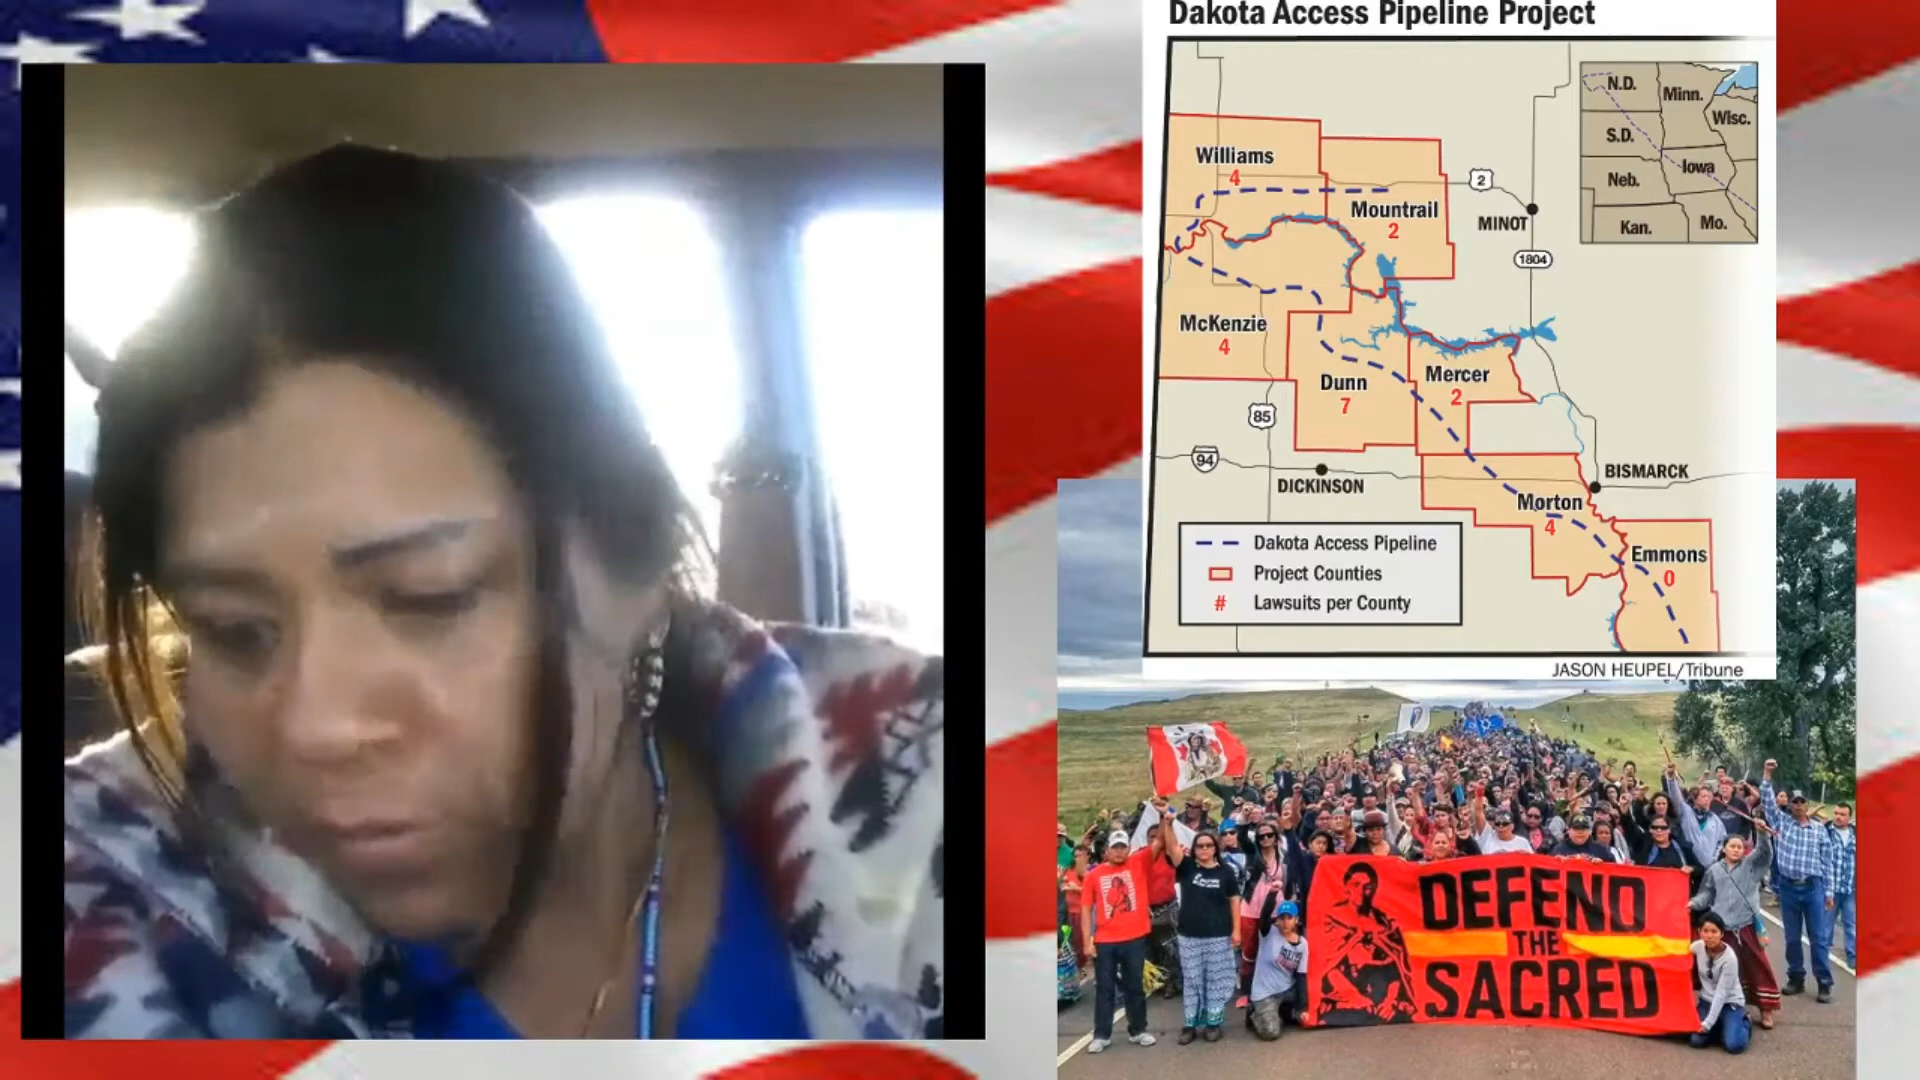 Dakota Access Pipeline Project
Williams
4
Mountrail
2
2
MINOT
1804
N.D.
Minn.
Wisc.
S.D.
Iowa
Neb.
Kan.
Mo.
McKenzie
4
Dunn
7
Mercer
2
85
94
DICKINSON
BISMARCK
Morton
4
Emmons
0
Dakota Access Pipeline
Project Counties
# Lawsuits per County
JASON HEUPEL/Tribune
DEFEND
THE
SACRED